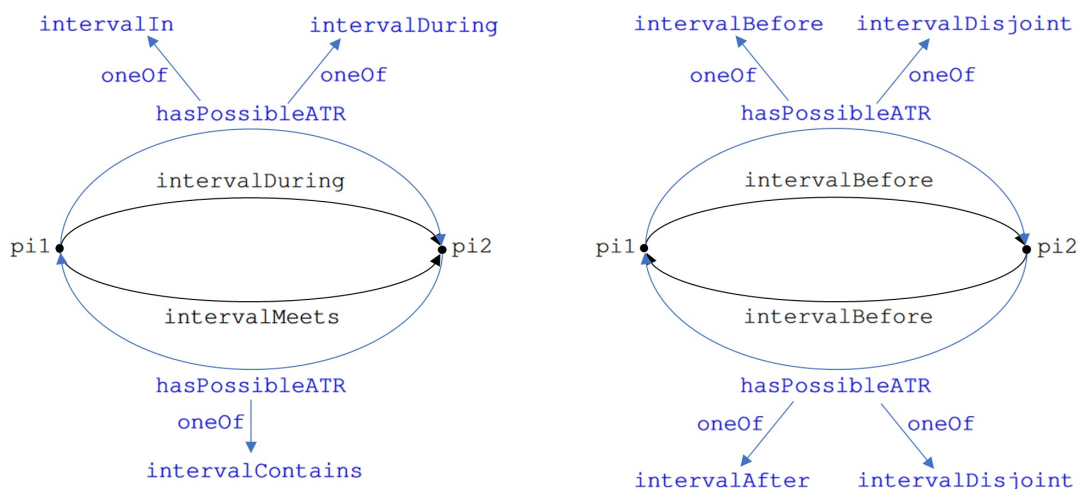 intervalIn
intervalDuring
oneOf
oneOf
hasPossibleATR
intervalDuring
pi1
pi2
intervalMeets
hasPossibleATR
oneOf
intervalContains
intervalBefore
intervalDisjoint
oneOf
oneOf
hasPossibleATR
intervalBefore
pi1
pi2
intervalBefore
hasPossibleATR
oneOf
oneOf
intervalAfter
intervalDisjoint